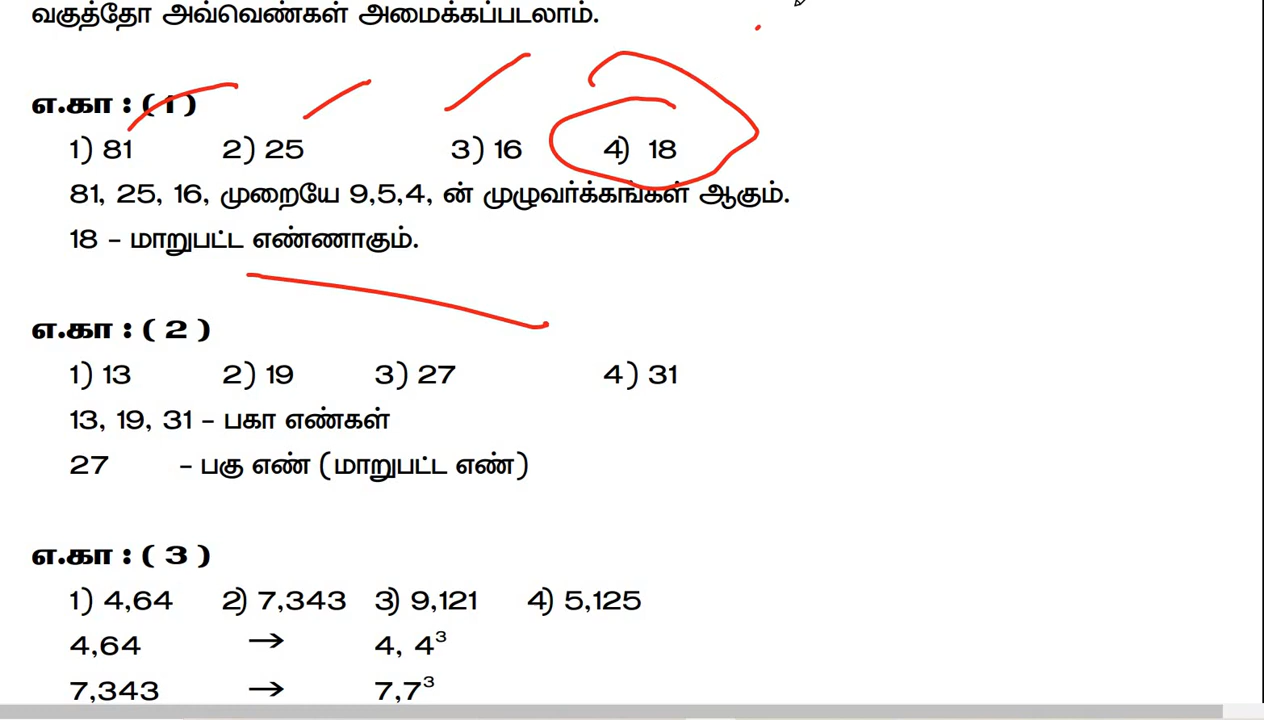 வகுத்தோ அவ்வெண்கள் அமைக்கப்படலாம்.
எ.கா : ( 1 )
1) 81 2) 25 3) 16 4) 18
81, 25, 16, முறையே 9,5,4, ன் முழுவர்க்கங்கள் ஆகும்.
18 – மாறுபட்ட எண்ணாகும்.
எ.கா : ( 2 )
1) 13 2) 19 3) 27 4) 31
13, 19, 31 – பகா எண்கள்
27 – பகு எண் (மாறுபட்ட எண்)
எ.கா : ( 3 )
1) 4,64 2) 7,343 3) 9,121 4) 5,125
4,64 → 4, 4³
7,343 → 7,7³